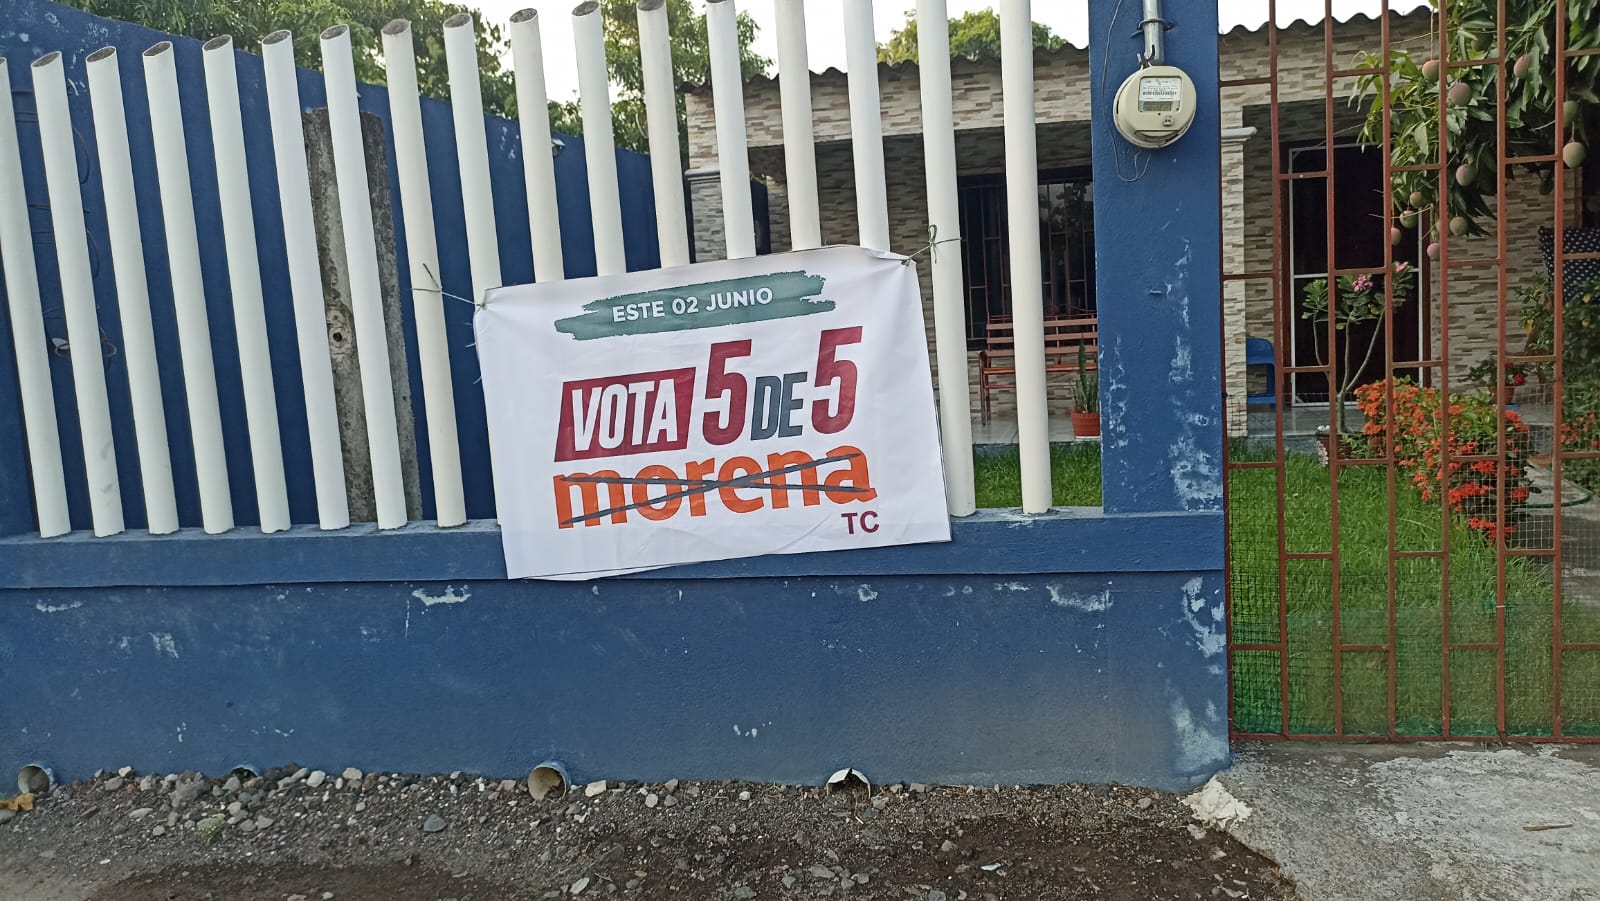 ESTE 02 JUNIO
VOTA 5 DE 5
morena
TC